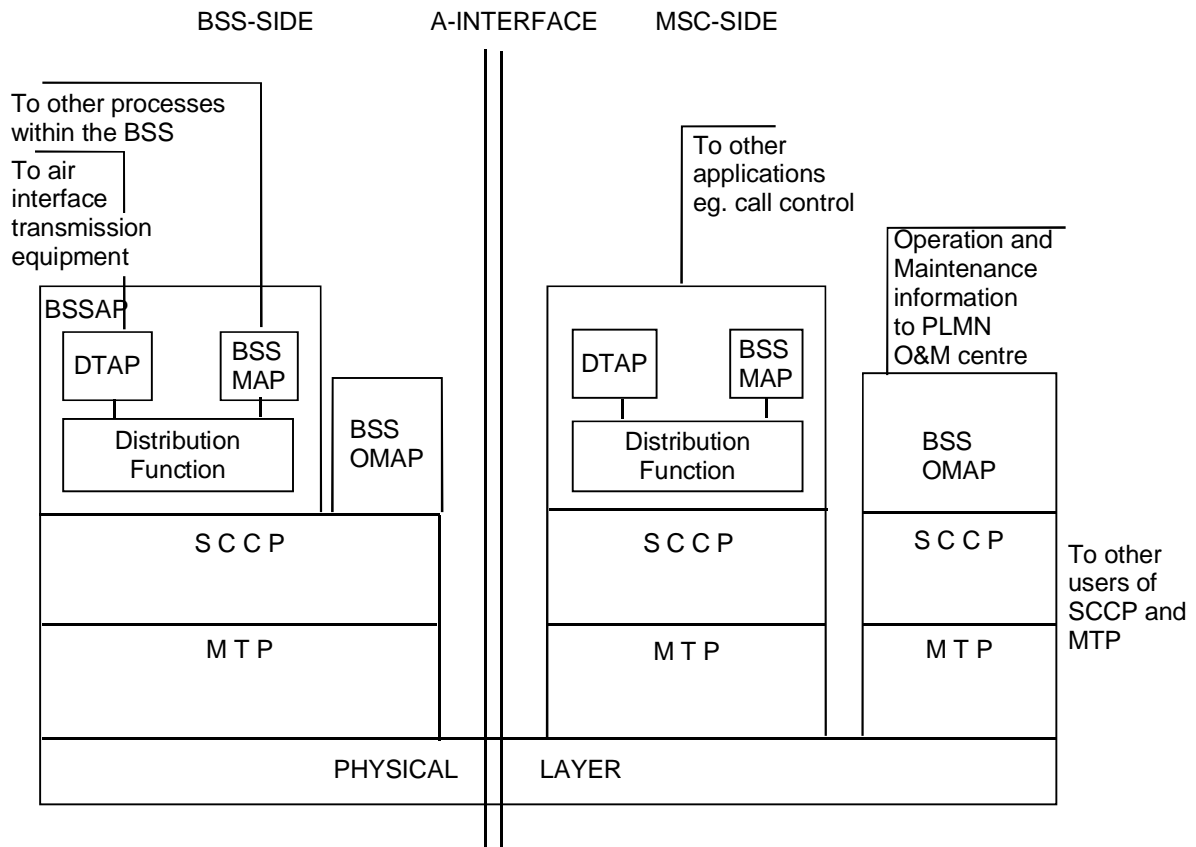 BSS-SIDE A-INTERFACE MSC-SIDE
To other processes
within the BSS
To air
interface
transmission
equipment
To other
applications
eg. call control
Operation and
Maintenance
information
to PLMN
O&M centre
BSSAP
DTAP
BSS
MAP
Distribution
Function
BSS
OMAP
DTAP
BSS
MAP
Distribution
Function
BSS
OMAP
S C C P
S C C P
S C C P
To other
users of
SCCP and
MTP
M T P
M T P
M T P
PHYSICAL LAYER